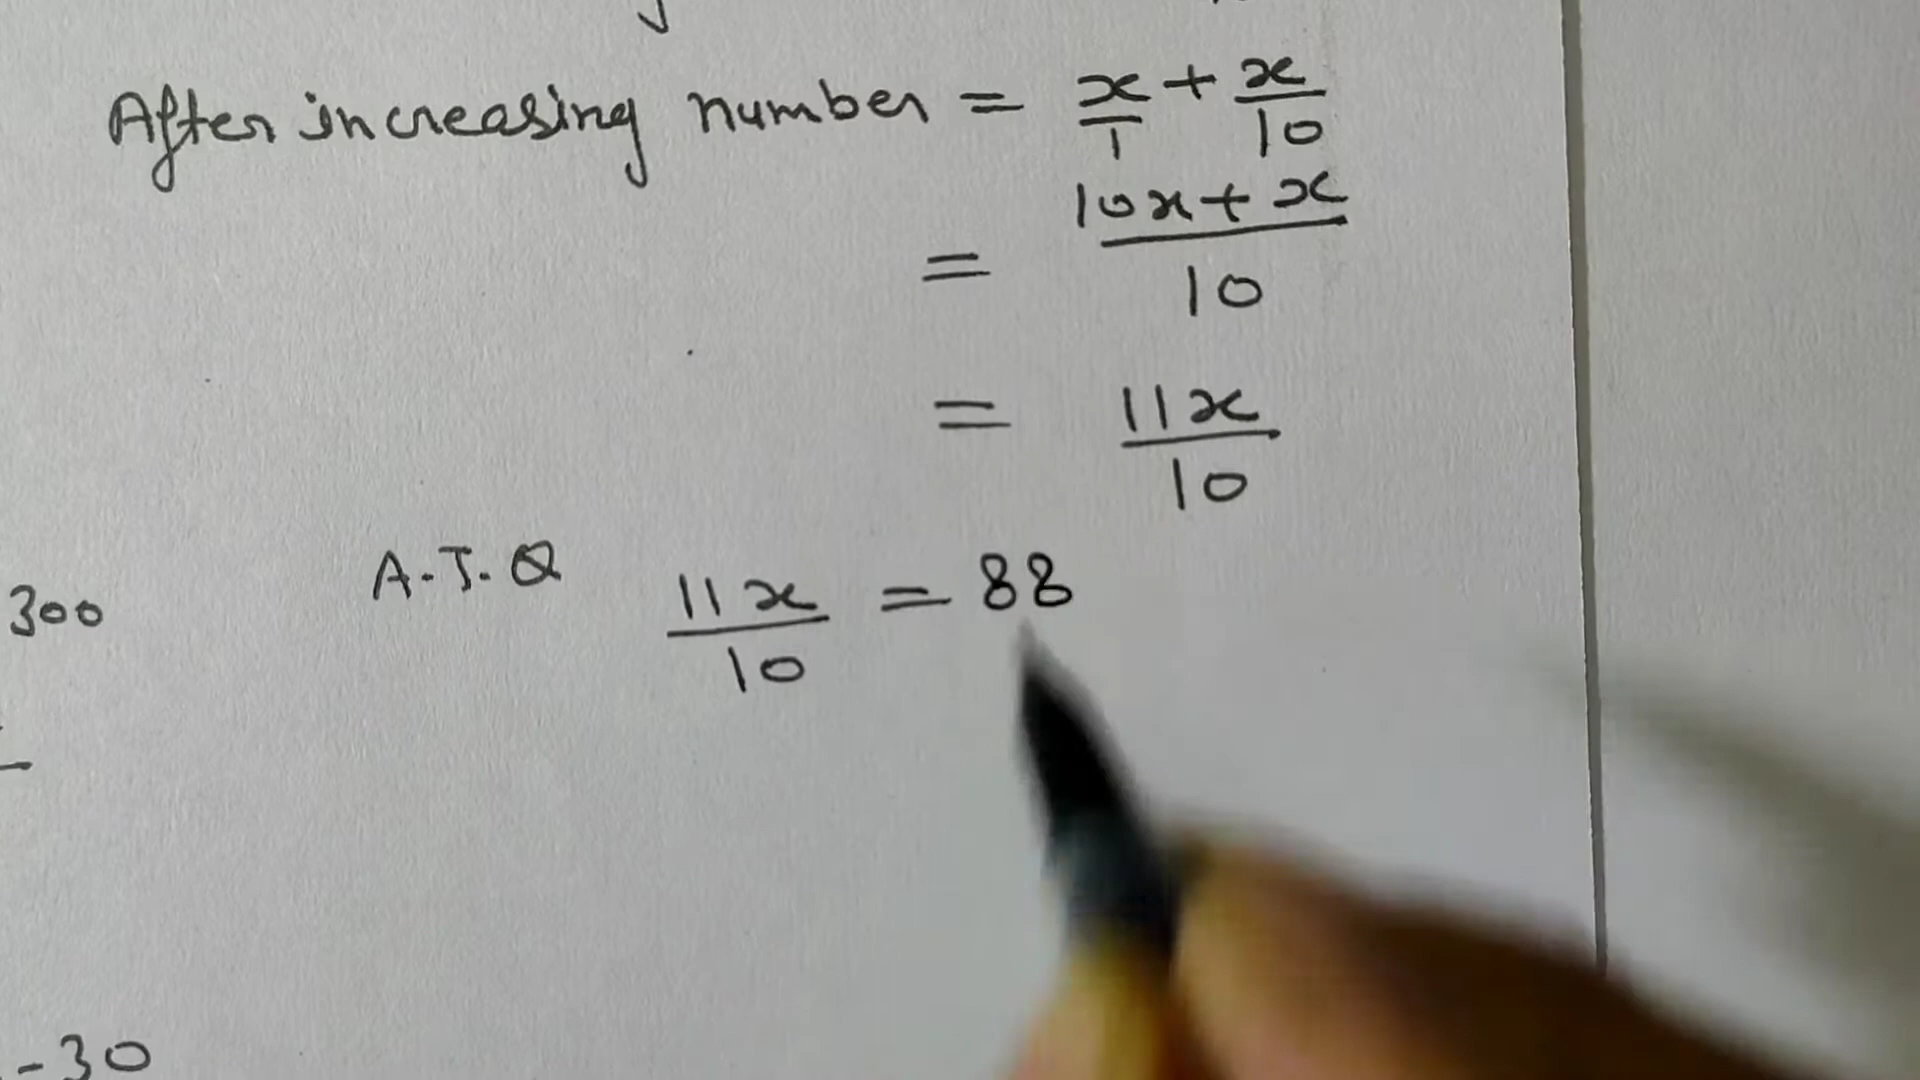 After increasing number = x/1 + x/10
= 10x + x / 10
= 11x / 10
A.T.Q 11x / 10 = 88
300
-30